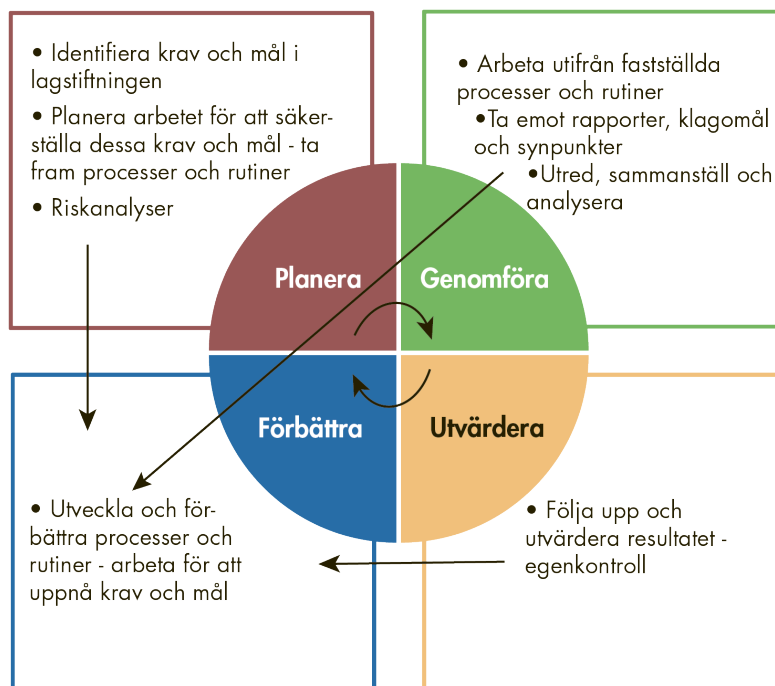 • Identifiera krav och mål i
lagstiftningen
• Planera arbetet för att säker-
ställa dessa krav och mål - ta
fram processer och rutiner
• Riskanalyser
• Arbeta utifrån fastställda
processer och rutiner
•Ta emot rapporter, klagomål
och synpunkter
•Utred, sammanställ och
analysera
Planera
Genomföra
Förbättra
Utvärdera
• Utveckla och för-
bättra processer och
rutiner - arbeta för att
uppnå krav och mål
• Följa upp och
utvärdera resultatet -
egenkontroll